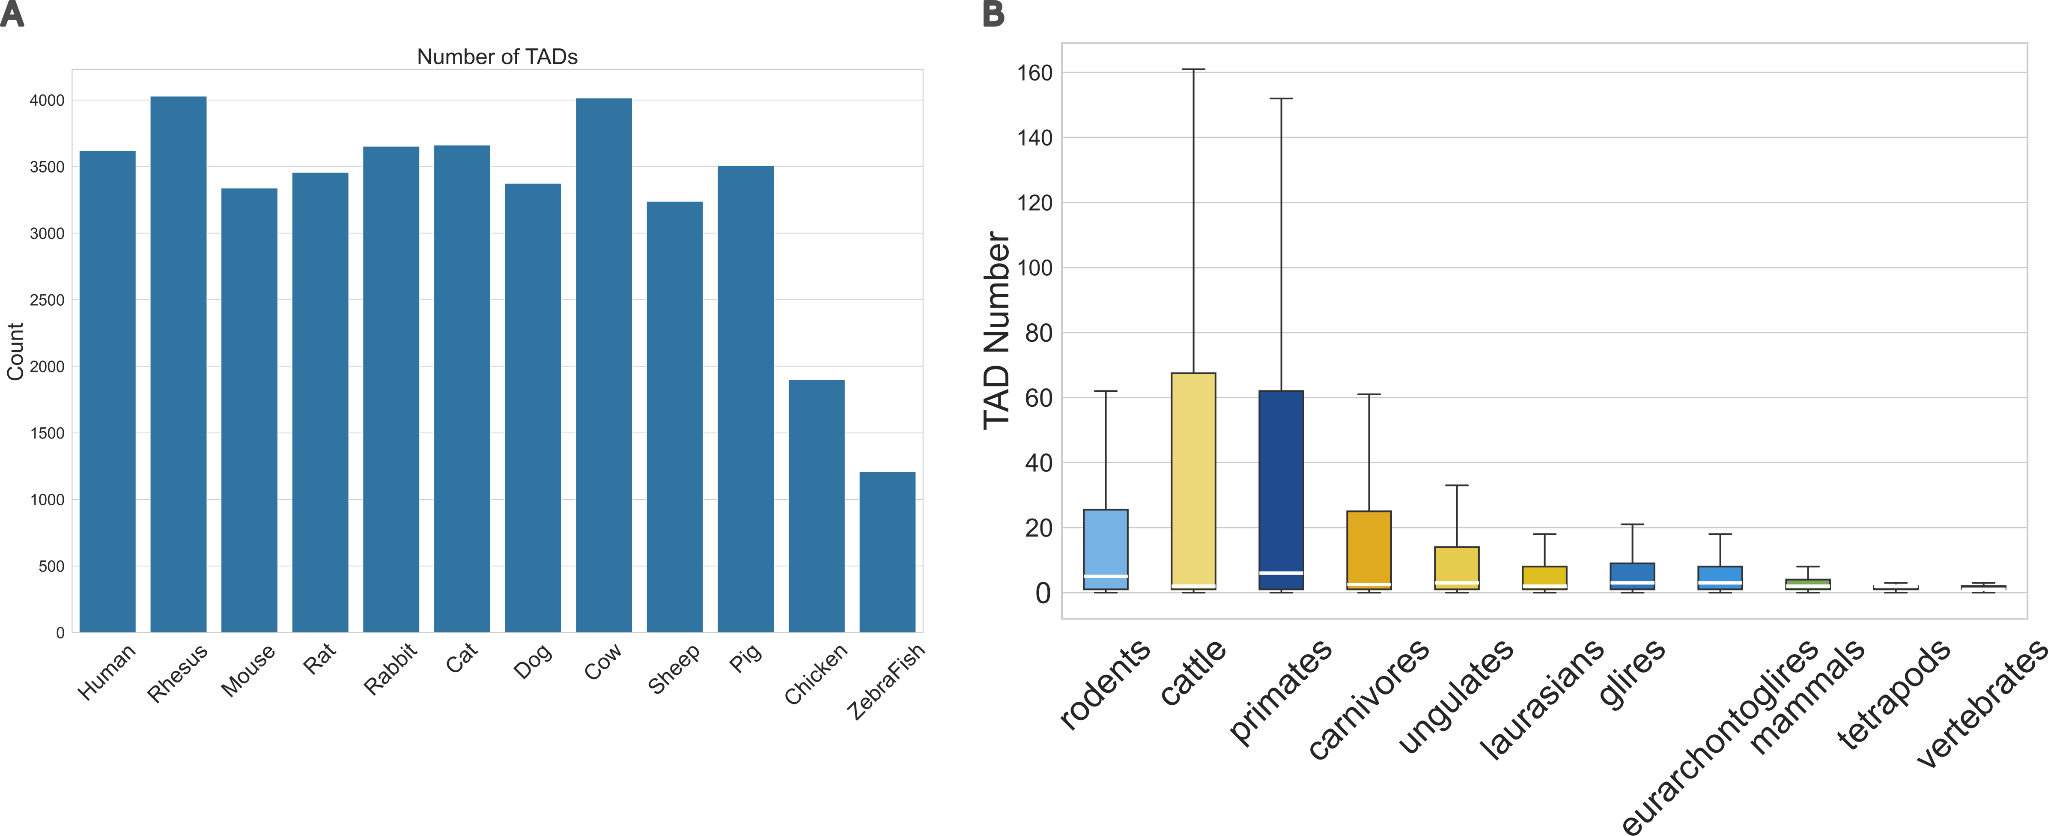 A
Number of TADs
Count
4000
3500
3000
2500
2000
1500
1000
500
0
Human
Rhesus
Mouse
Rat
Rabbit
Cat
Dog
Cow
Sheep
Pig
Chicken
ZebraFish
B
TAD Number
160
140
120
100
80
60
40
20
0
rodents
cattle
primates
carnivores
ungulates
laurasians
glires
eurarchontoglires
mammals
tetrapods
vertebrates